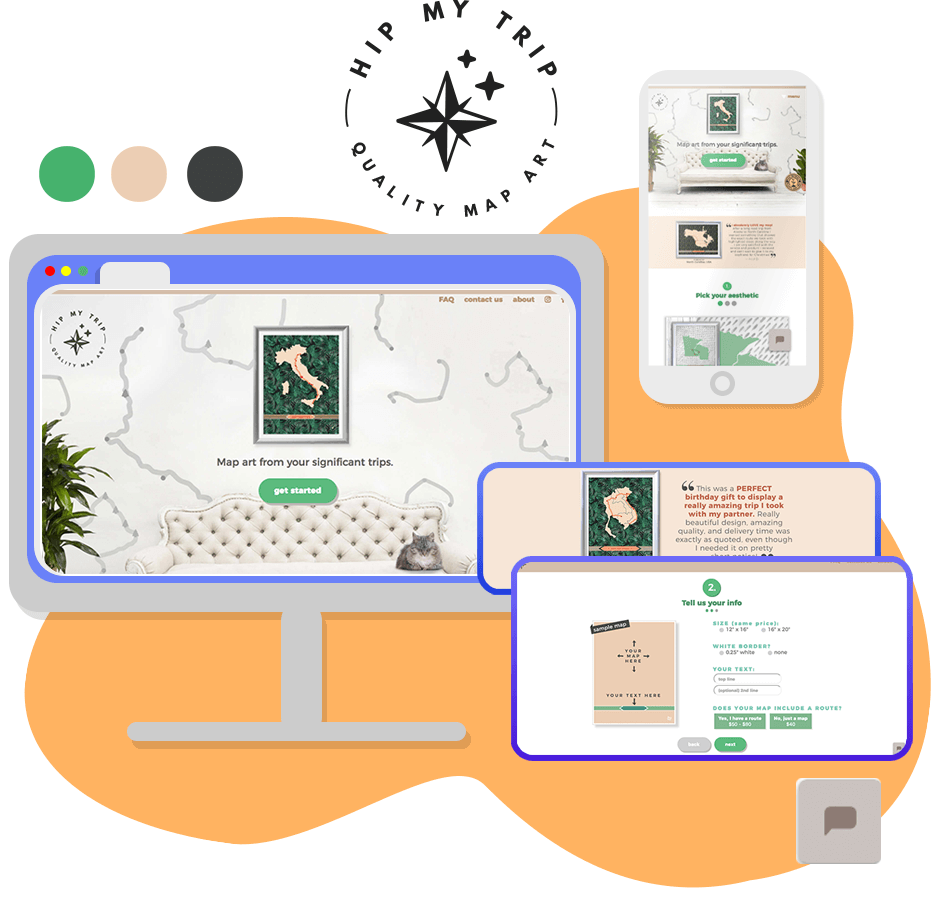 HIP MY TRIP
QUALITY MAP ART
FAQ contact us about
HIP MY TRIP
QUALITY MAP ART
Map art from your significant trips.
get started
Map art from your significant trips.
get started
1
Pick your aesthetic
This was a PERFECT
birthday gift to display a
really amazing trip I took
with my partner. Really
beautiful design, amazing
quality, and delivery time was
exactly as quoted, even though
I needed it on pretty
2.
Tell us your info
sample map
YOUR
MAP
HERE
YOUR TEXT HERE
SIZE (same price):
12" x 16" 16" x 20"
WHITE BORDER?
0.25" white none
YOUR TEXT:
top line
(optional) 2nd line
DOES YOUR MAP INCLUDE A ROUTE?
Yes, I have a route No, just a map
$50 - $80 $40
back next